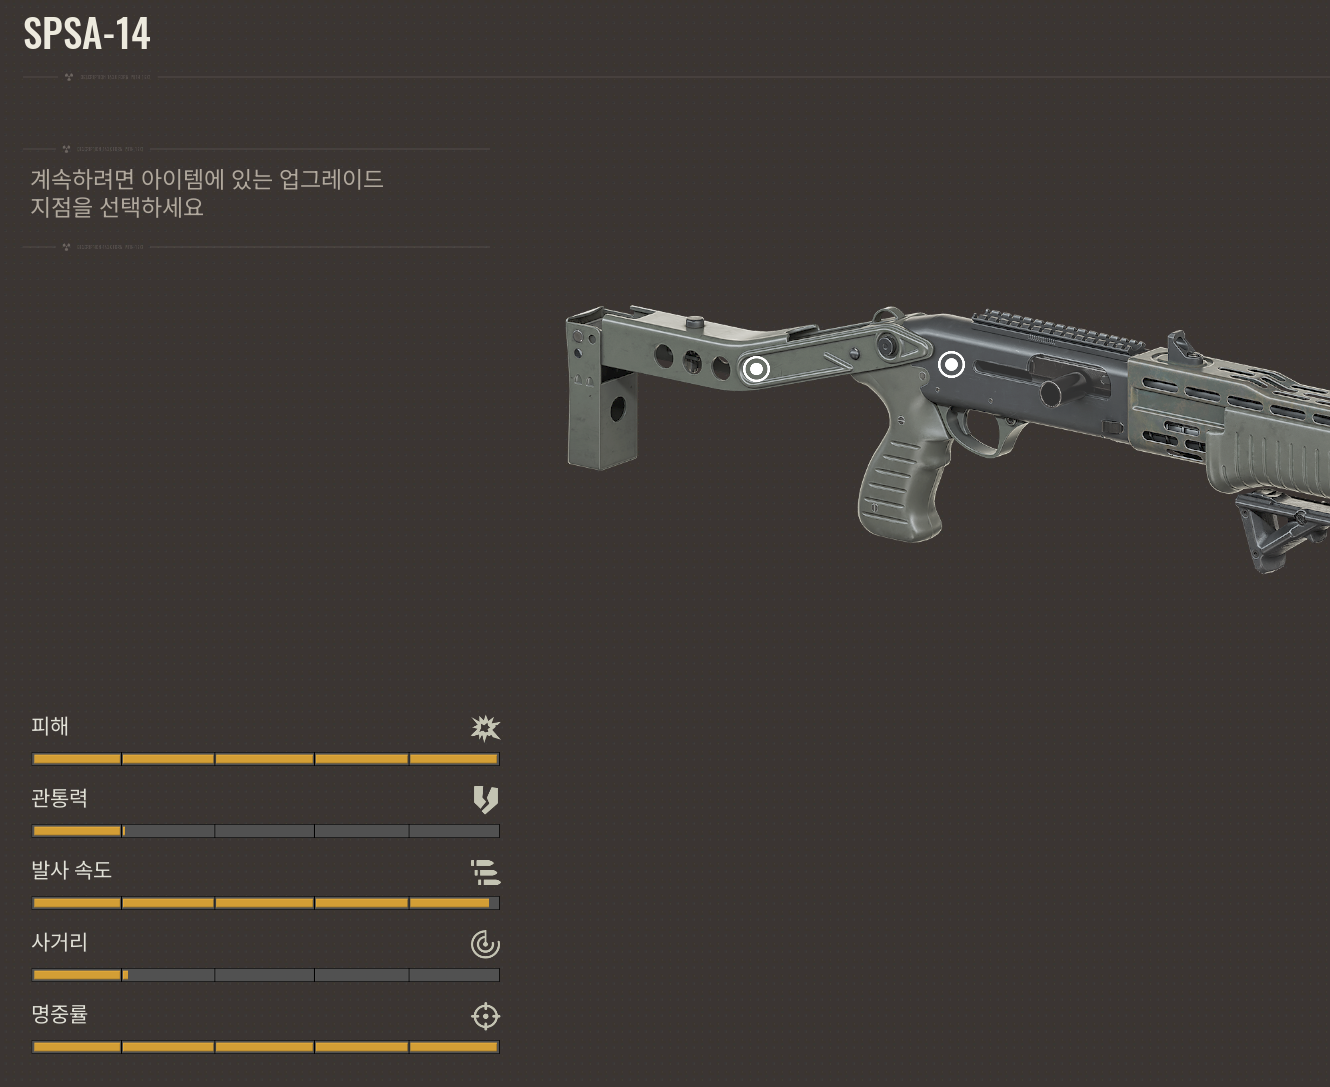 SPSA-14
계속하려면 아이템에 있는 업그레이드
지점을 선택하세요
피해
관통력
발사 속도
사거리
명중률